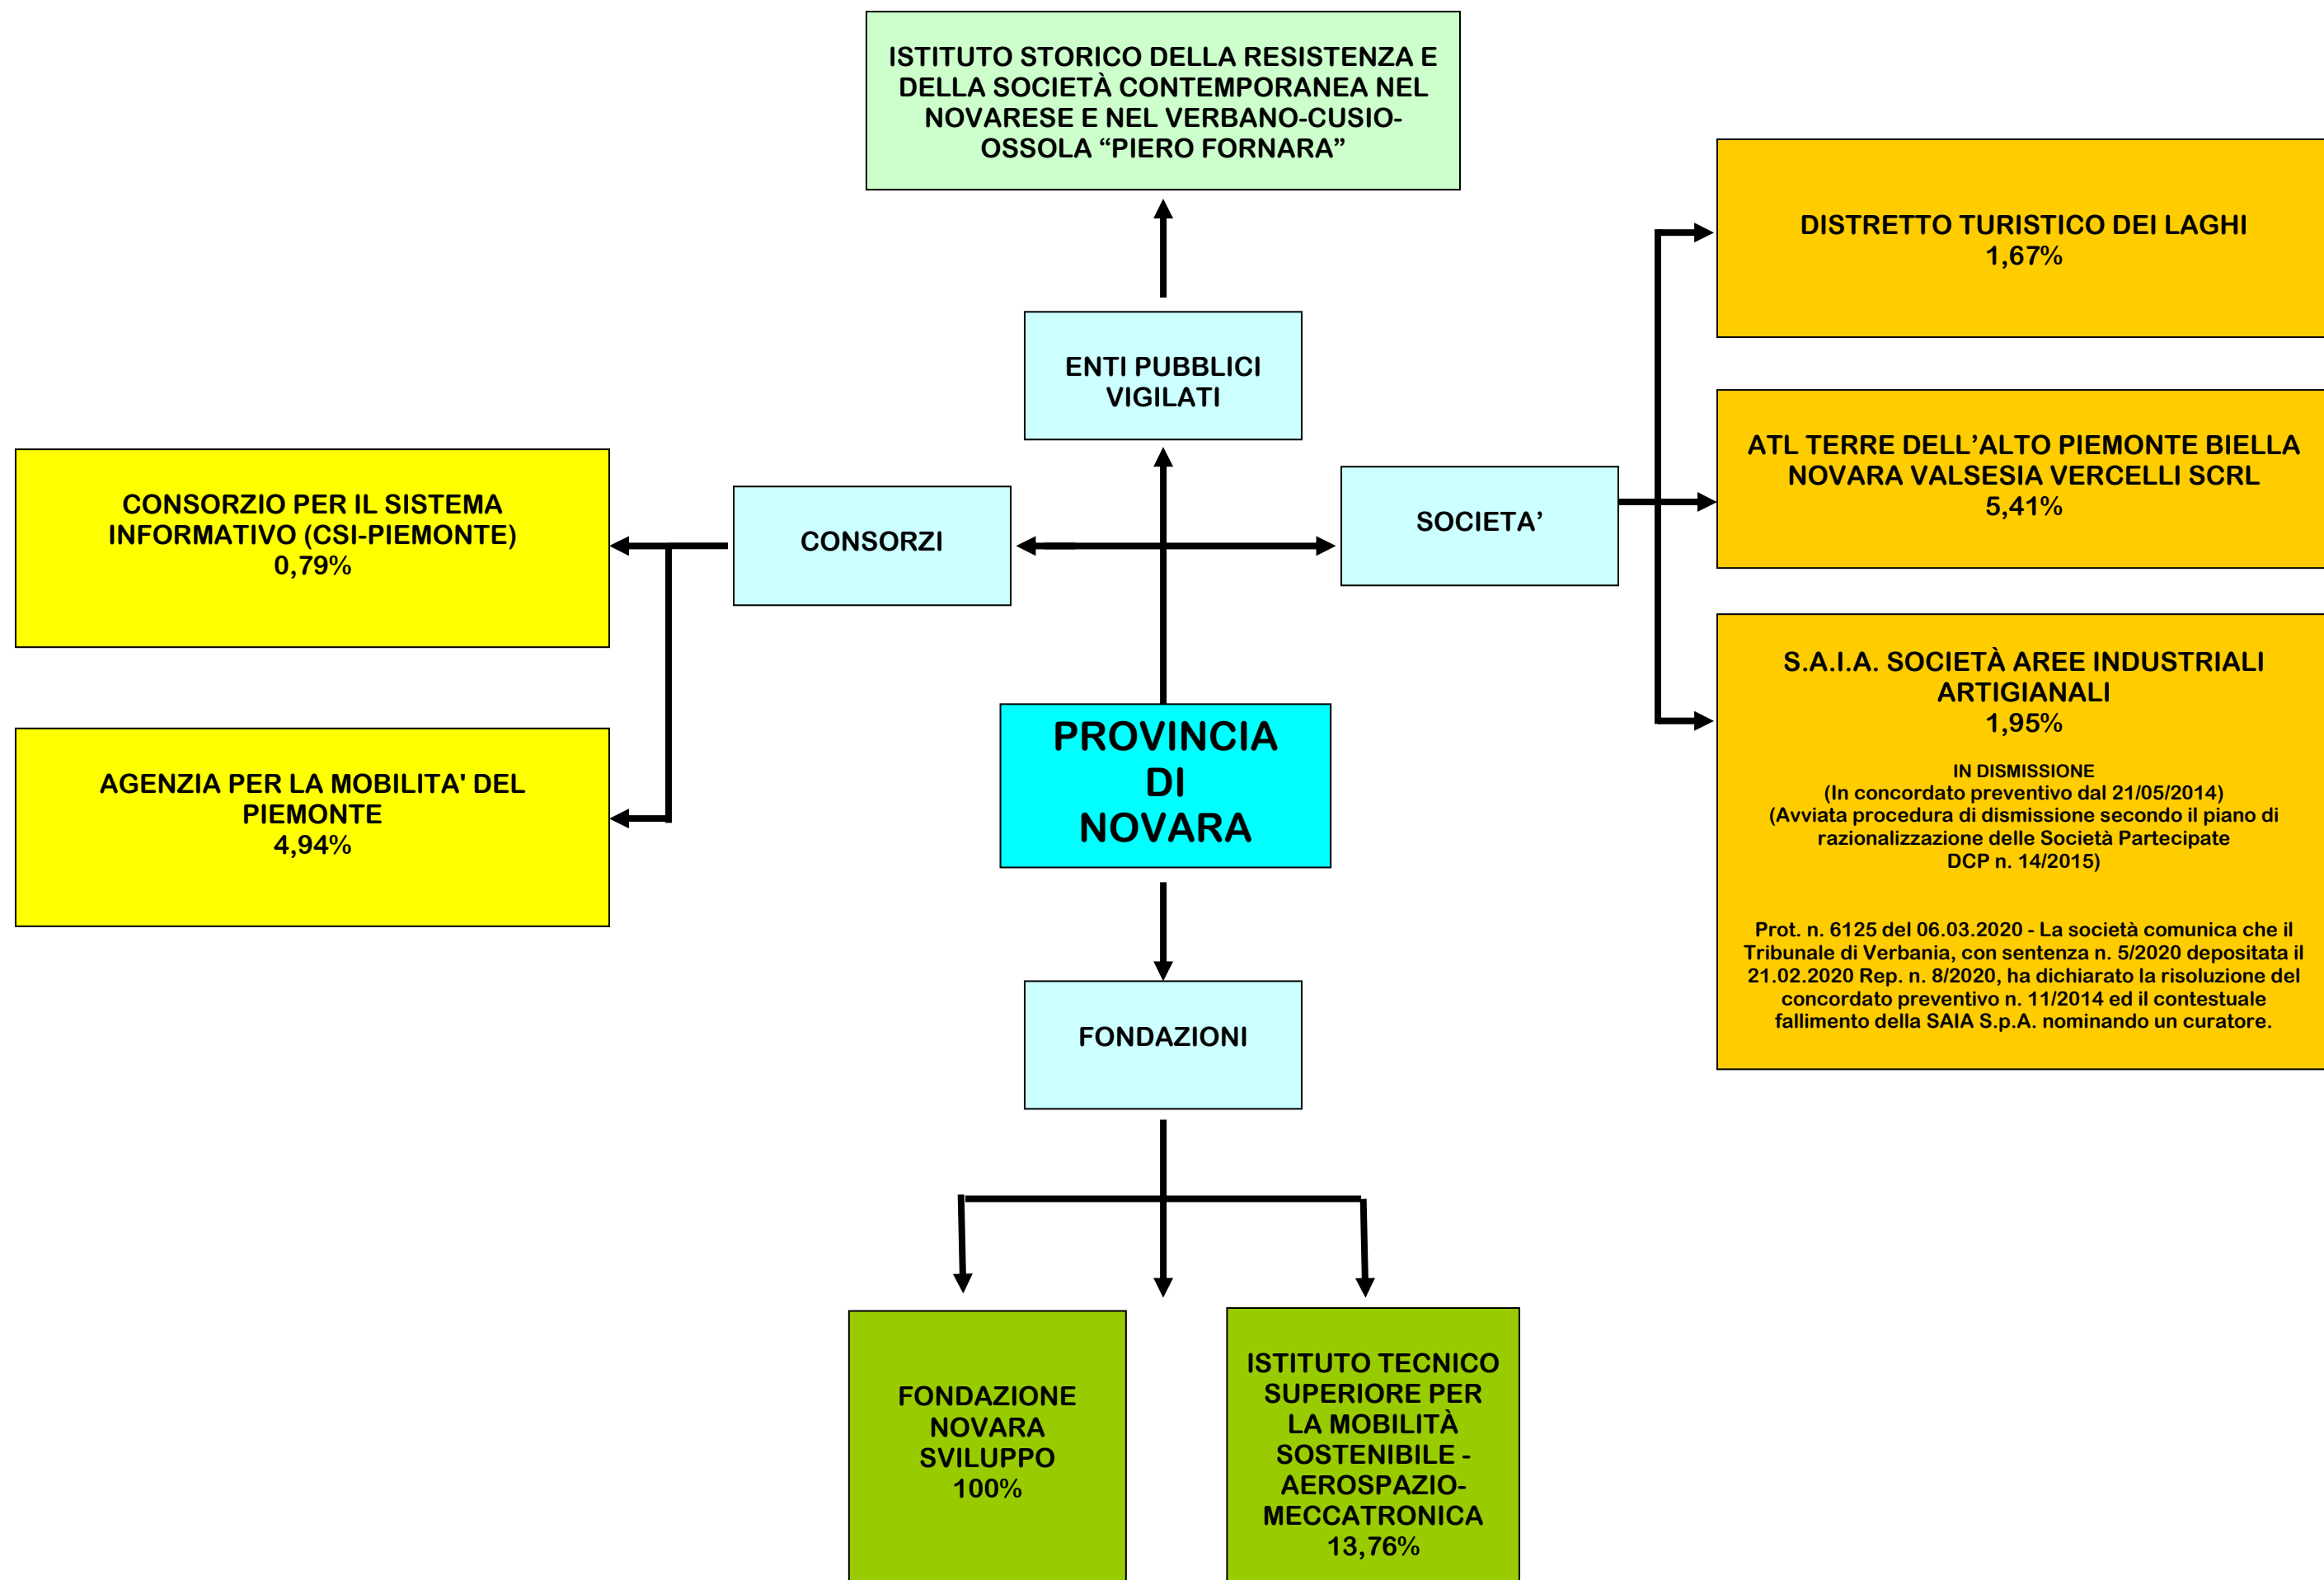 ISTITUTO STORICO DELLA RESISTENZA E
DELLA SOCIETÀ CONTEMPORANEA NEL
NOVARESE E NEL VERBANO-CUSIO-
OSSOLA “PIERO FORNARA”
DISTRETTO TURISTICO DEI LAGHI
1,67%
ENTI PUBBLICI
VIGILATI
ATL TERRE DELL’ALTO PIEMONTE BIELLA
NOVARA VALSESIA VERCELLI SCRL
5,41%
CONSORZIO PER IL SISTEMA
INFORMATIVO (CSI-PIEMONTE)
0,79%
CONSORZI
SOCIETA’
S.A.I.A. SOCIETÀ AREE INDUSTRIALI
ARTIGIANALI
1,95%
IN DISMISSIONE
(In concordato preventivo dal 21/05/2014)
(Avviata procedura di dismissione secondo il piano di
razionalizzazione delle Società Partecipate
DCP n. 14/2015)
Prot. n. 6125 del 06.03.2020 - La società comunica che il
Tribunale di Verbania, con sentenza n. 5/2020 depositata il
21.02.2020 Rep. n. 8/2020, ha dichiarato la risoluzione del
concordato preventivo n. 11/2014 ed il contestuale
fallimento della SAIA S.p.A. nominando un curatore.
PROVINCIA
DI
NOVARA
AGENZIA PER LA MOBILITA' DEL
PIEMONTE
4,94%
FONDAZIONI
FONDAZIONE
NOVARA
SVILUPPO
100%
ISTITUTO TECNICO
SUPERIORE PER
LA MOBILITÀ
SOSTENIBILE -
AEROSPAZIO-
MECCATRONICA
13,76%